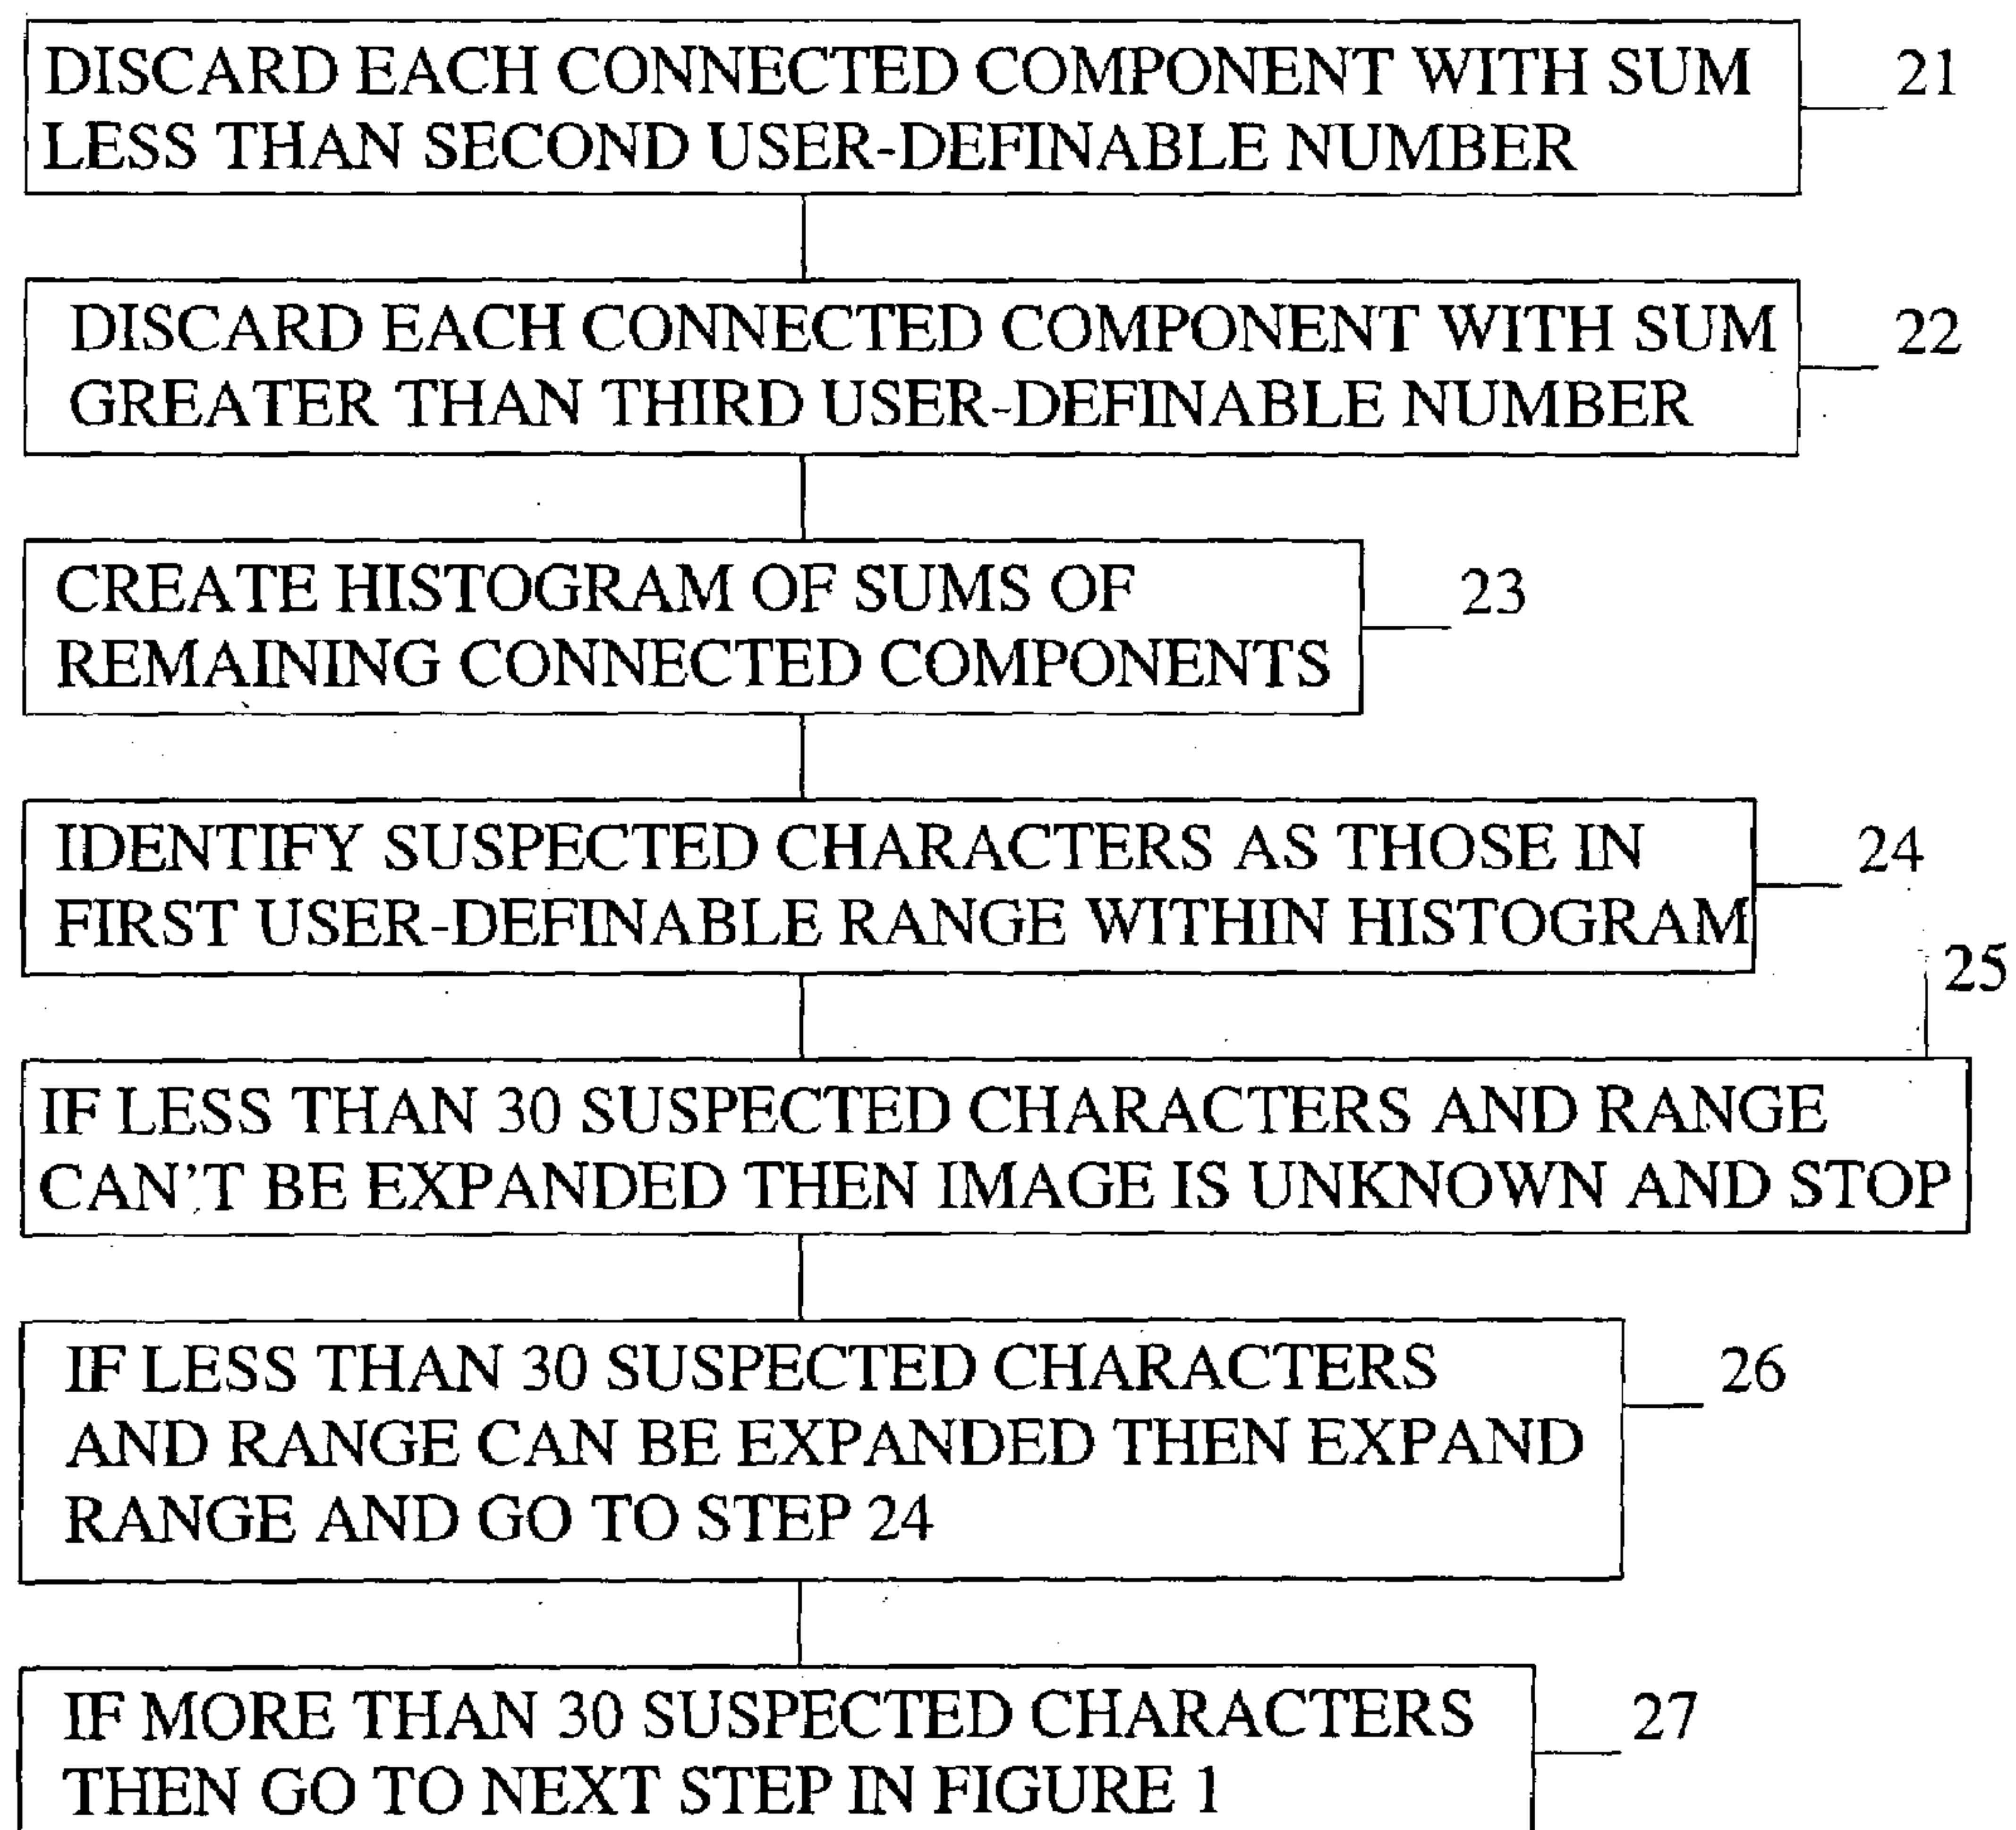 DISCARD EACH CONNECTED COMPONENT WITH SUM
LESS THAN SECOND USER-DEFINABLE NUMBER
21
DISCARD EACH CONNECTED COMPONENT WITH SUM
GREATER THAN THIRD USER-DEFINABLE NUMBER
22
CREATE HISTOGRAM OF SUMS OF
REMAINING CONNECTED COMPONENTS
23
IDENTIFY SUSPECTED CHARACTERS AS THOSE IN
FIRST USER-DEFINABLE RANGE WITHIN HISTOGRAM
24
25
IF LESS THAN 30 SUSPECTED CHARACTERS AND RANGE
CAN'T BE EXPANDED THEN IMAGE IS UNKNOWN AND STOP
IF LESS THAN 30 SUSPECTED CHARACTERS
AND RANGE CAN BE EXPANDED THEN EXPAND
RANGE AND GO TO STEP 24
26
IF MORE THAN 30 SUSPECTED CHARACTERS
THEN GO TO NEXT STEP IN FIGURE 1
27